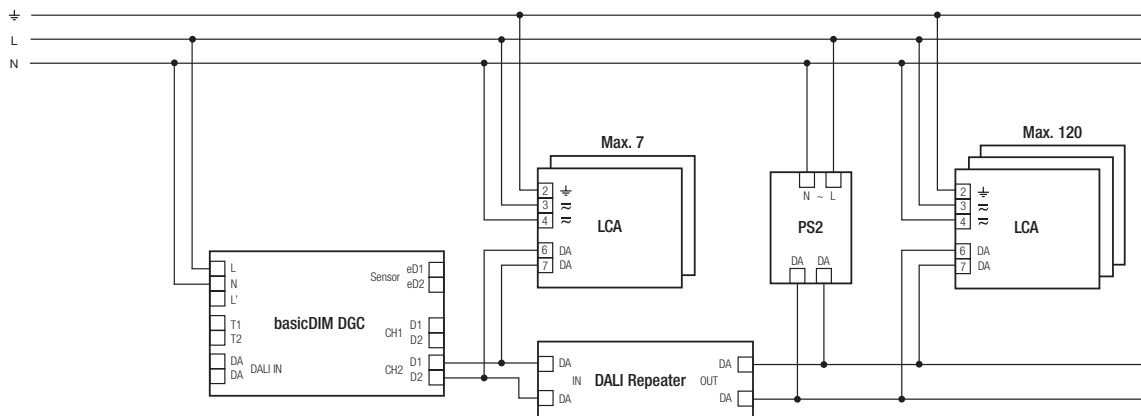 ⏚
L
N
Max. 7
Max. 120
2 ⏚
3 ≂
4 ≂
LCA
6 DA
7 DA
N ~ L
PS2
DA DA
2 ⏚
3 ≂
4 ≂
LCA
6 DA
7 DA
L
N
L'
T1
T2
DA
DA
DALI IN
basicDIM DGC
Sensor
eD1
eD2
CH1
D1
D2
CH2
D1
D2
DA
DA
IN
DALI Repeater
OUT
DA
DA